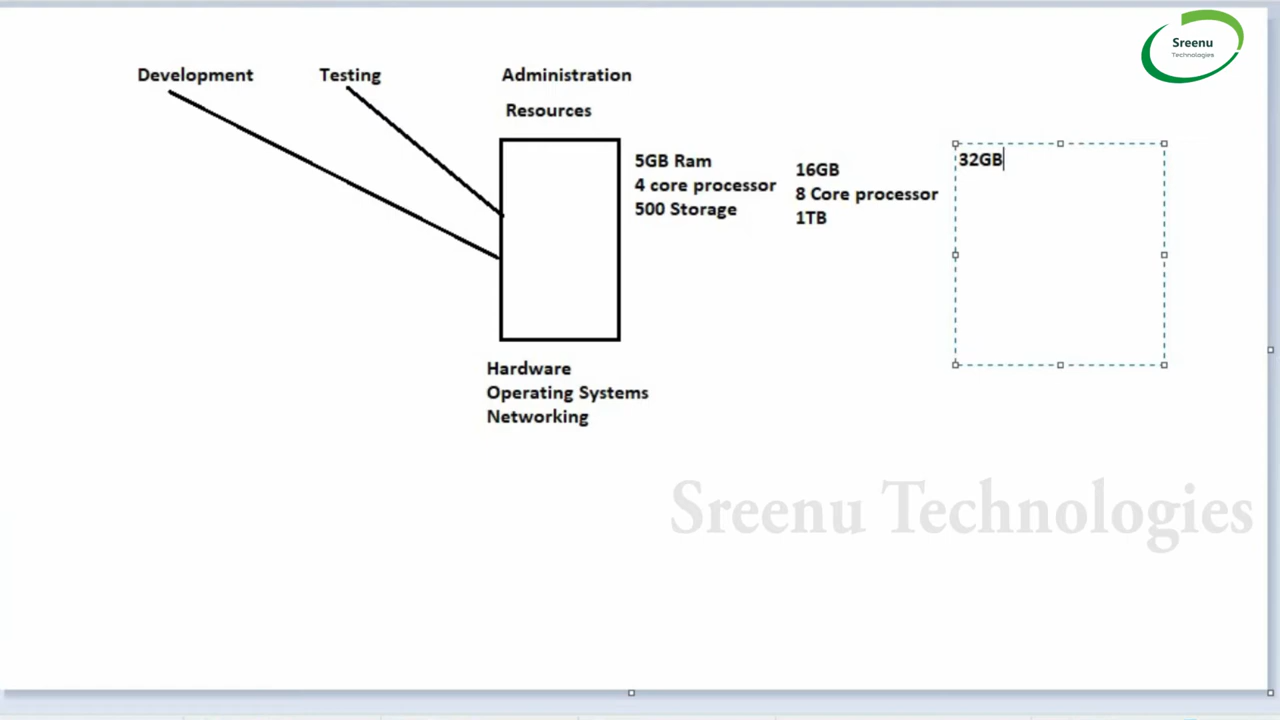 Sreenu
Technologies
Development
Testing
Administration
Resources
5GB Ram
4 core processor
500 Storage
16GB
8 Core processor
1TB
32GB
Hardware
Operating Systems
Networking
Sreenu Technologies